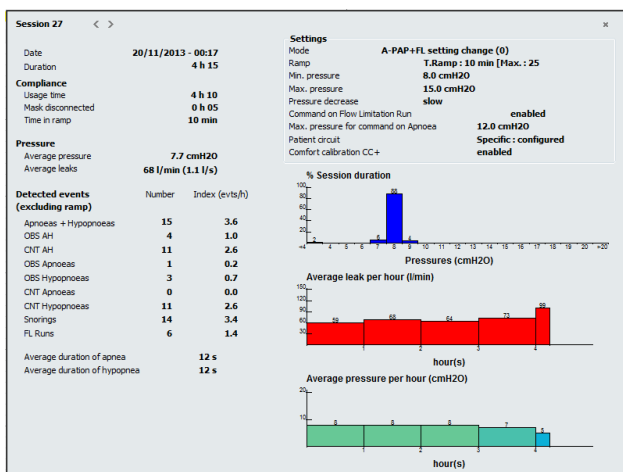 Session 27 < > ×
Date 20/11/2013 - 00:17
Duration 4 h 15
Compliance
Usage time 4 h 10
Mask disconnected 0 h 05
Time in ramp 10 min
Pressure
Average pressure 7.7 cmH2O
Average leaks 68 l/min (1.1 l/s)
Detected events Number Index (evts/h)
(excluding ramp)
Apnoeas + Hypopnoeas 15 3.6
OBS AH 4 1.0
CNT AH 11 2.6
OBS Apnoeas 1 0.2
OBS Hypopnoeas 3 0.7
CNT Apnoeas 0 0.0
CNT Hypopnoeas 11 2.6
Snorings 14 3.4
FL Runs 6 1.4
Average duration of apnea 12 s
Average duration of hypopnea 12 s
Settings
Mode A-PAP+FL setting change (0)
Ramp T.Ramp : 10 min [Max. : 25
Min. pressure 8.0 cmH2O
Max. pressure 15.0 cmH2O
Pressure decrease slow
Command on Flow Limitation Run enabled
Max. pressure for command on Apnoea 12.0 cmH2O
Patient circuit Specific : configured
Comfort calibration CC+ enabled
% Session duration
100
80
60
40
20
2 6 88 4
<4 4 5 6 7 8 9 10 11 12 13 14 15 16 17 18 19 20 >20
Pressures (cmH2O)
Average leak per hour (l/min)
150
120
90
60
30
59 68 64 73 99
1 2 3 4
hour(s)
Average pressure per hour (cmH2O)
20
10
8 8 8 7 5
1 2 3 4
hour(s)